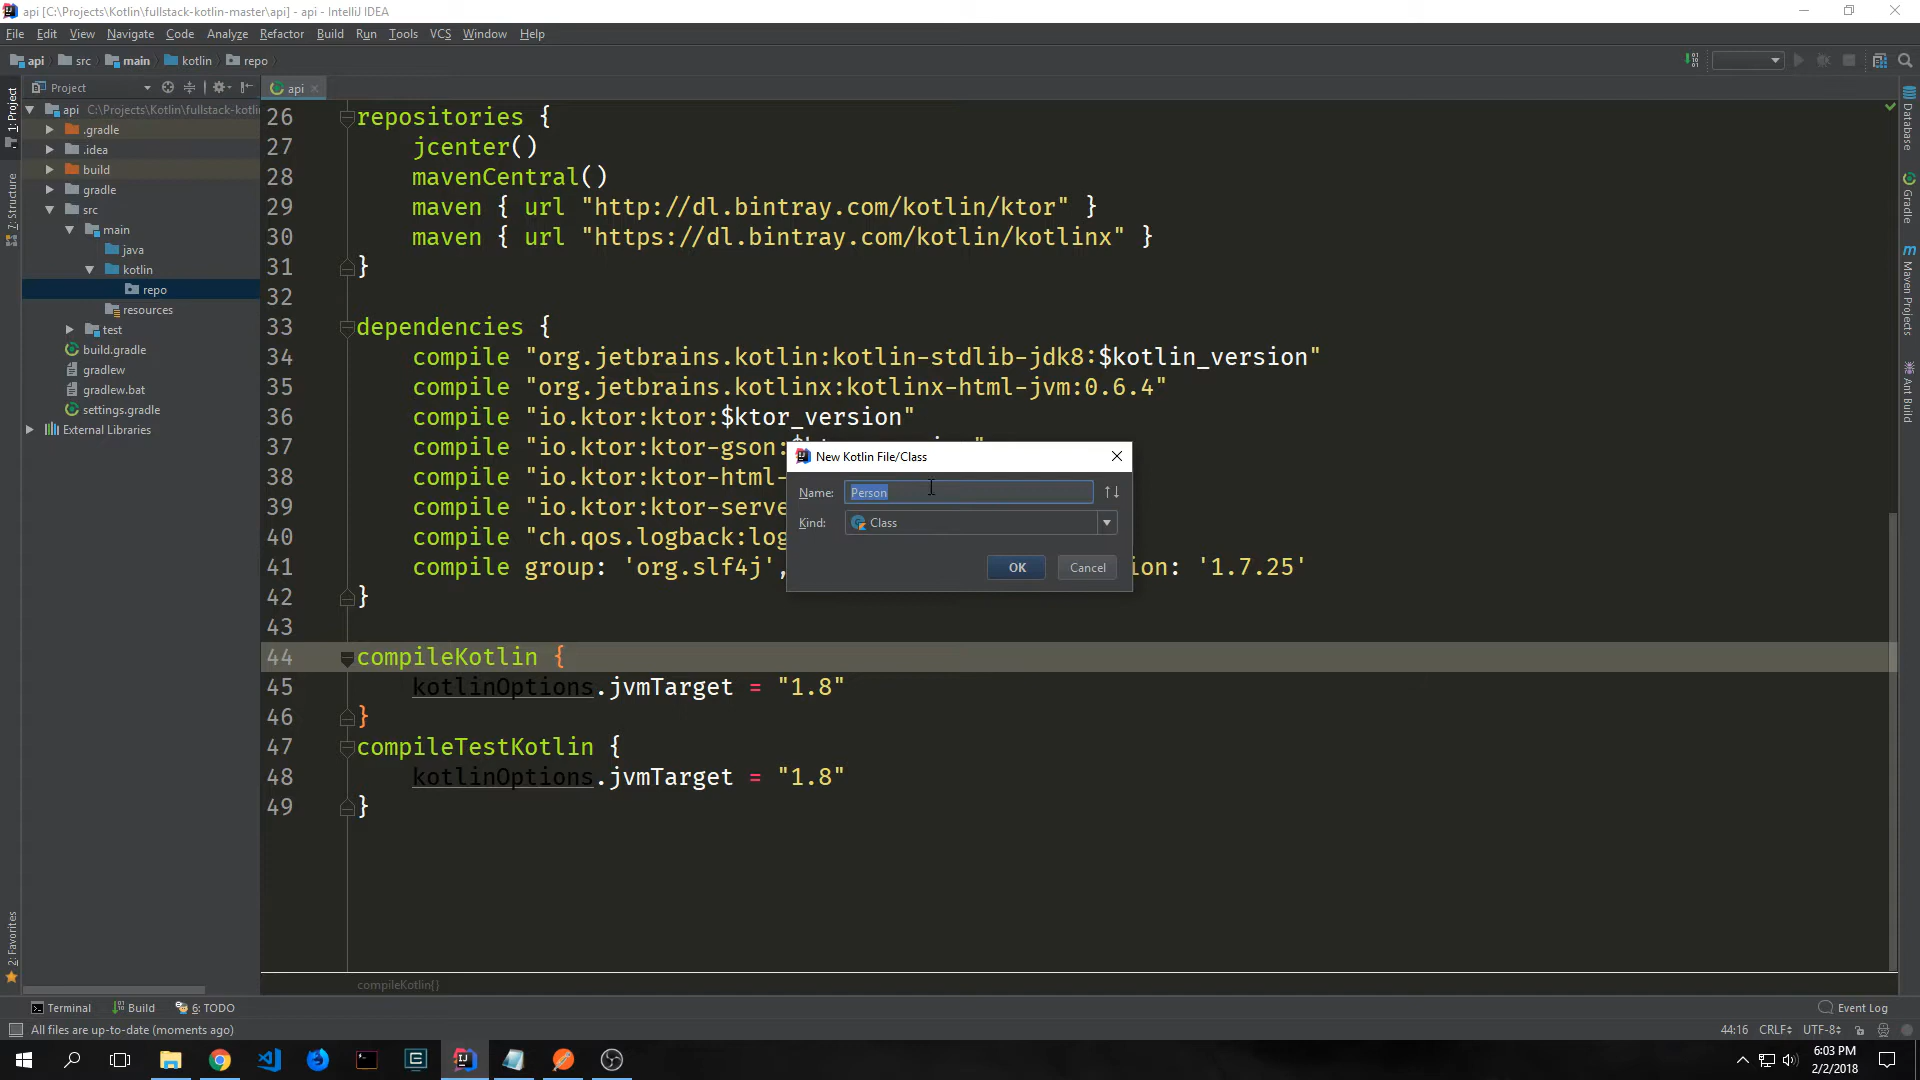 api [C:\Projects\Kotlin\fullstack-kotlin-master\api] - api - IntelliJ IDEA
File Edit View Navigate Code Analyze Refactor Build Run Tools VCS Window Help
api src main kotlin repo
Project
api
1: Project
7: Structure
2: Favorites
api C:\Projects\Kotlin\fullstack-kotli
.gradle
.idea
build
gradle
src
main
java
kotlin
repo
resources
test
build.gradle
gradlew
gradlew.bat
settings.gradle
External Libraries
26 repositories {
27 jcenter()
28 mavenCentral()
29 maven { url "http://dl.bintray.com/kotlin/ktor" }
30 maven { url "https://dl.bintray.com/kotlin/kotlinx" }
31 }
32
33 dependencies {
34 compile "org.jetbrains.kotlin:kotlin-stdlib-jdk8:$kotlin_version"
35 compile "org.jetbrains.kotlinx:kotlinx-html-jvm:0.6.4"
36 compile "io.ktor:ktor:$ktor_version"
37 compile "io.ktor:ktor-gson:
38 compile "io.ktor:ktor-html-
39 compile "io.ktor:ktor-serve
40 compile "ch.qos.logback:log
41 compile group: 'org.slf4j', ion: '1.7.25'
42 }
43
44 compileKotlin {
45 kotlinOptions.jvmTarget = "1.8"
46 }
47 compileTestKotlin {
48 kotlinOptions.jvmTarget = "1.8"
49 }
New Kotlin File/Class
Name: Person
Kind: Class
OK Cancel
Database
Gradle
Maven Projects
Ant Build
compileKotlin{}
Terminal Build 6: TODO Event Log
All files are up-to-date (moments ago) 44:16 CRLF UTF-8
6:03 PM
2/2/2018